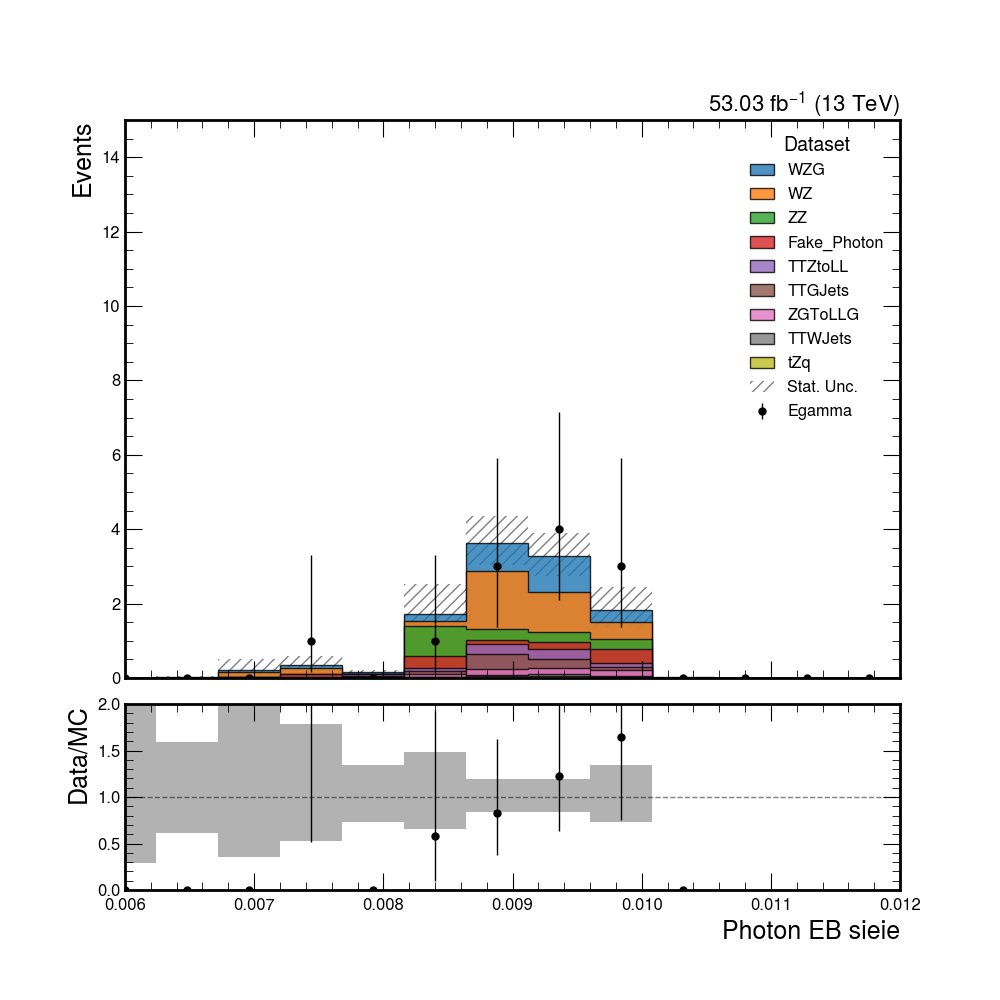 53.03 fb⁻¹ (13 TeV)
Events
14
12
10
8
6
4
2
0
Dataset
WZG
WZ
ZZ
Fake_Photon
TTZtoLL
TTGJets
ZGToLLG
TTWJets
tZq
Stat. Unc.
Egamma
Data/MC
2.0
1.5
1.0
0.5
0.0
0.006 0.007 0.008 0.009 0.010 0.011 0.012
Photon EB sieie